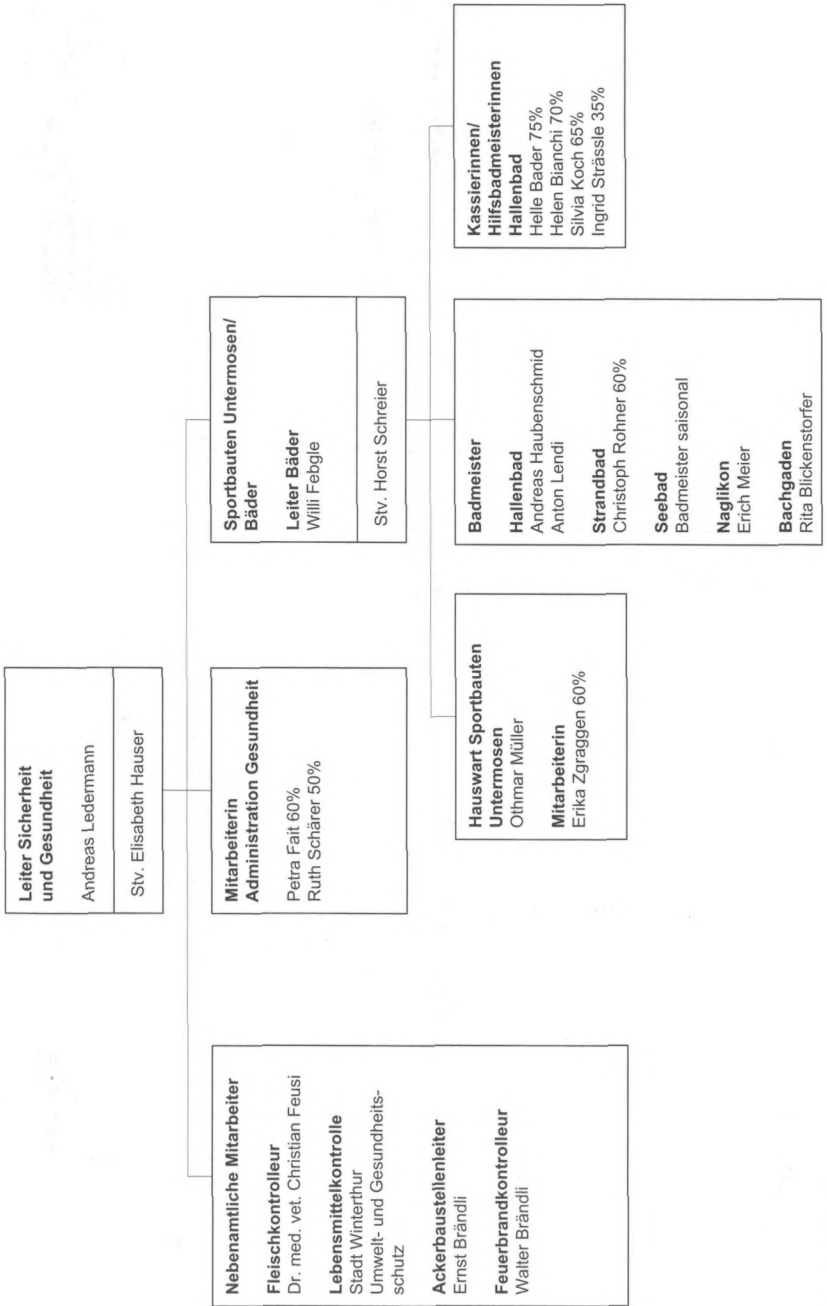 Leiter Sicherheit
und Gesundheit
Andreas Ledermann
Stv. Elisabeth Hauser
Nebenamtliche Mitarbeiter
Fleischkontrolleur
Dr. med. vet. Christian Feusi
Lebensmittelkontrolle
Stadt Winterthur
Umwelt- und Gesundheits-
schutz
Ackerbaustellenleiter
Ernst Brändli
Feuerbrandkontrolleur
Walter Brändli
Mitarbeiterin
Administration Gesundheit
Petra Fait 60%
Ruth Schärer 50%
Sportbauten Untermosen/
Bäder
Leiter Bäder
Willi Febgle
Stv. Horst Schreier
Hauswart Sportbauten
Untermosen
Othmar Müller
Mitarbeiterin
Erika Zgraggen 60%
Badmeister
Hallenbad
Andreas Haubenschmid
Anton Lendi
Strandbad
Christoph Rohner 60%
Seebad
Badmeister saisonal
Naglikon
Erich Meier
Bachgaden
Rita Blickenstorfer
Kassierinnen/
Hilfsbadmeisterinnen
Hallenbad
Helle Bader 75%
Helen Bianchi 70%
Silvia Koch 65%
Ingrid Strässle 35%